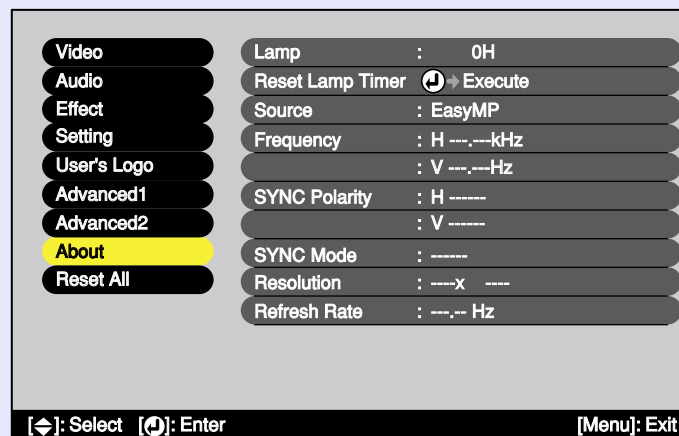 Video
Audio
Effect
Setting
User's Logo
Advanced1
Advanced2
About
Reset All
Lamp : 0H
Reset Lamp Timer Execute
Source : EasyMP
Frequency : H ---.---kHz
: V ---.---Hz
SYNC Polarity : H ------
: V ------
SYNC Mode : ------
Resolution : ----x ----
Refresh Rate : ---.-- Hz
[ ]: Select [ ]: Enter [Menu]: Exit